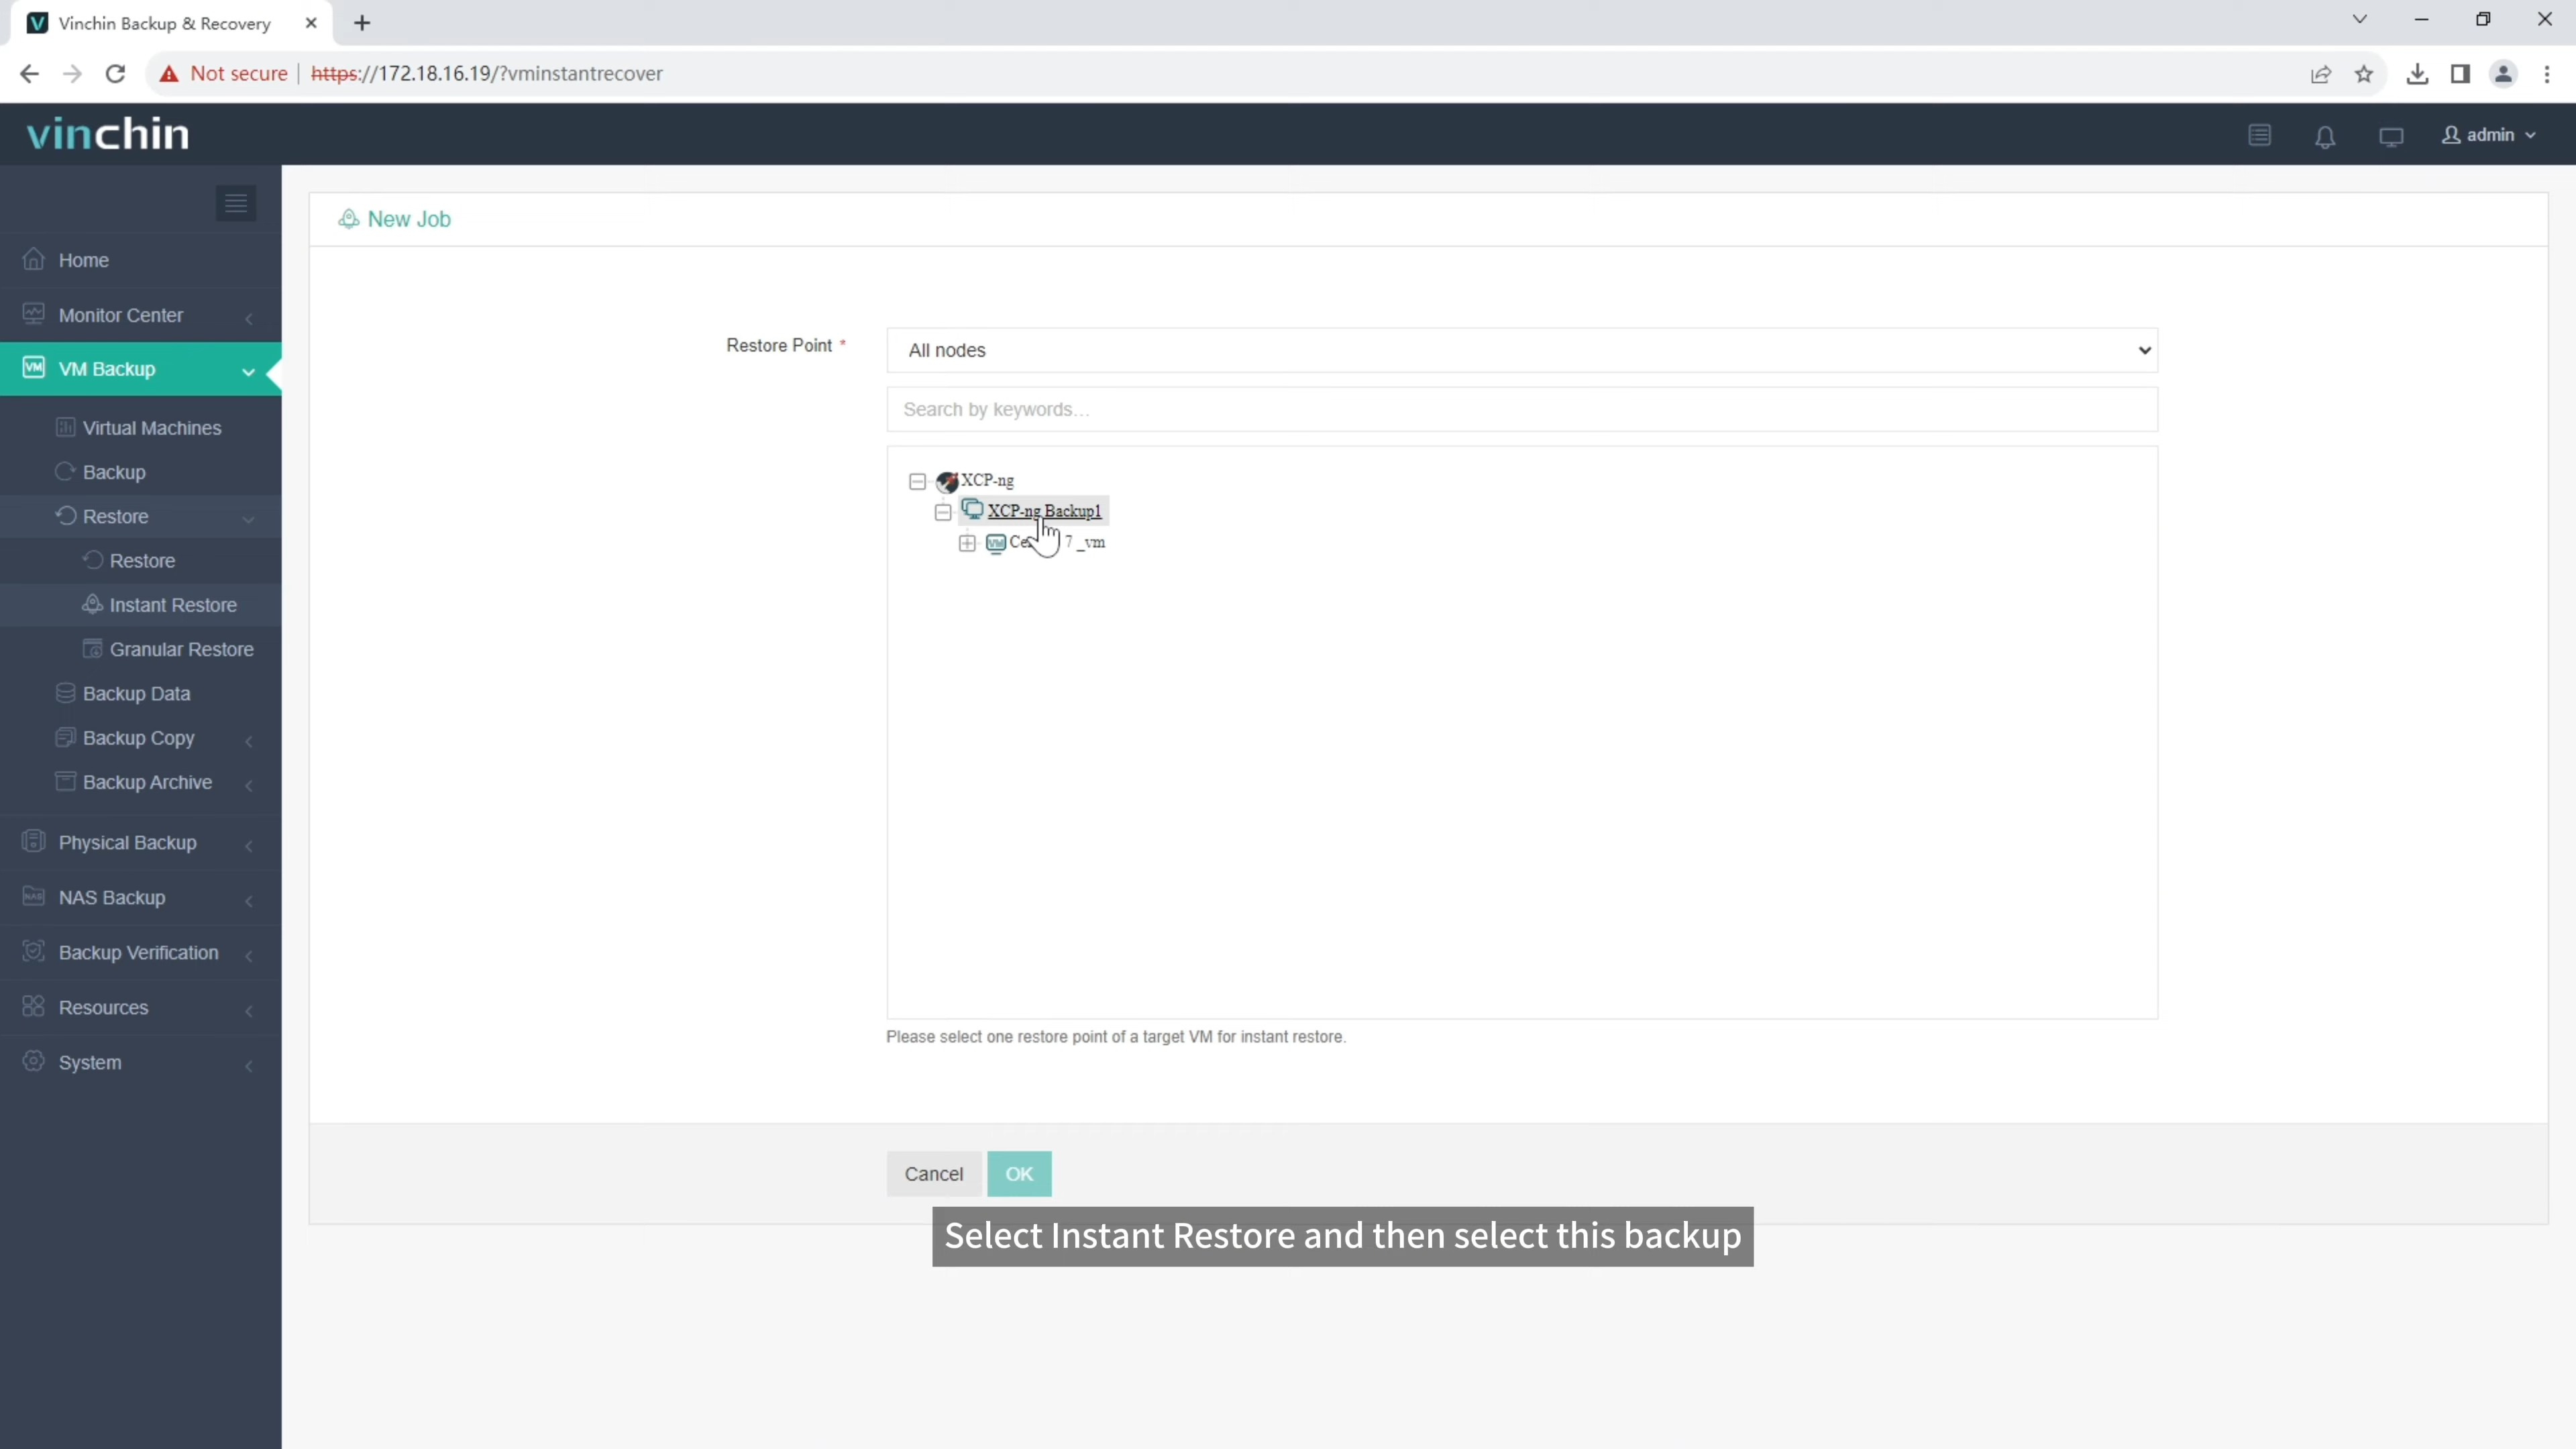 Vinchin Backup & Recovery
Not secure
https://172.18.16.19/?vminstantrecover
vinchin
admin
New Job
Home
Monitor Center
VM Backup
Virtual Machines
Backup
Restore
Restore
Instant Restore
Granular Restore
Backup Data
Backup Copy
Backup Archive
Physical Backup
NAS Backup
Backup Verification
Resources
System
Restore Point *
All nodes
Search by keywords...
XCP-ng
XCP-ng Backup1
7 _vm
Please select one restore point of a target VM for instant restore.
Cancel
OK
Select Instant Restore and then select this backup